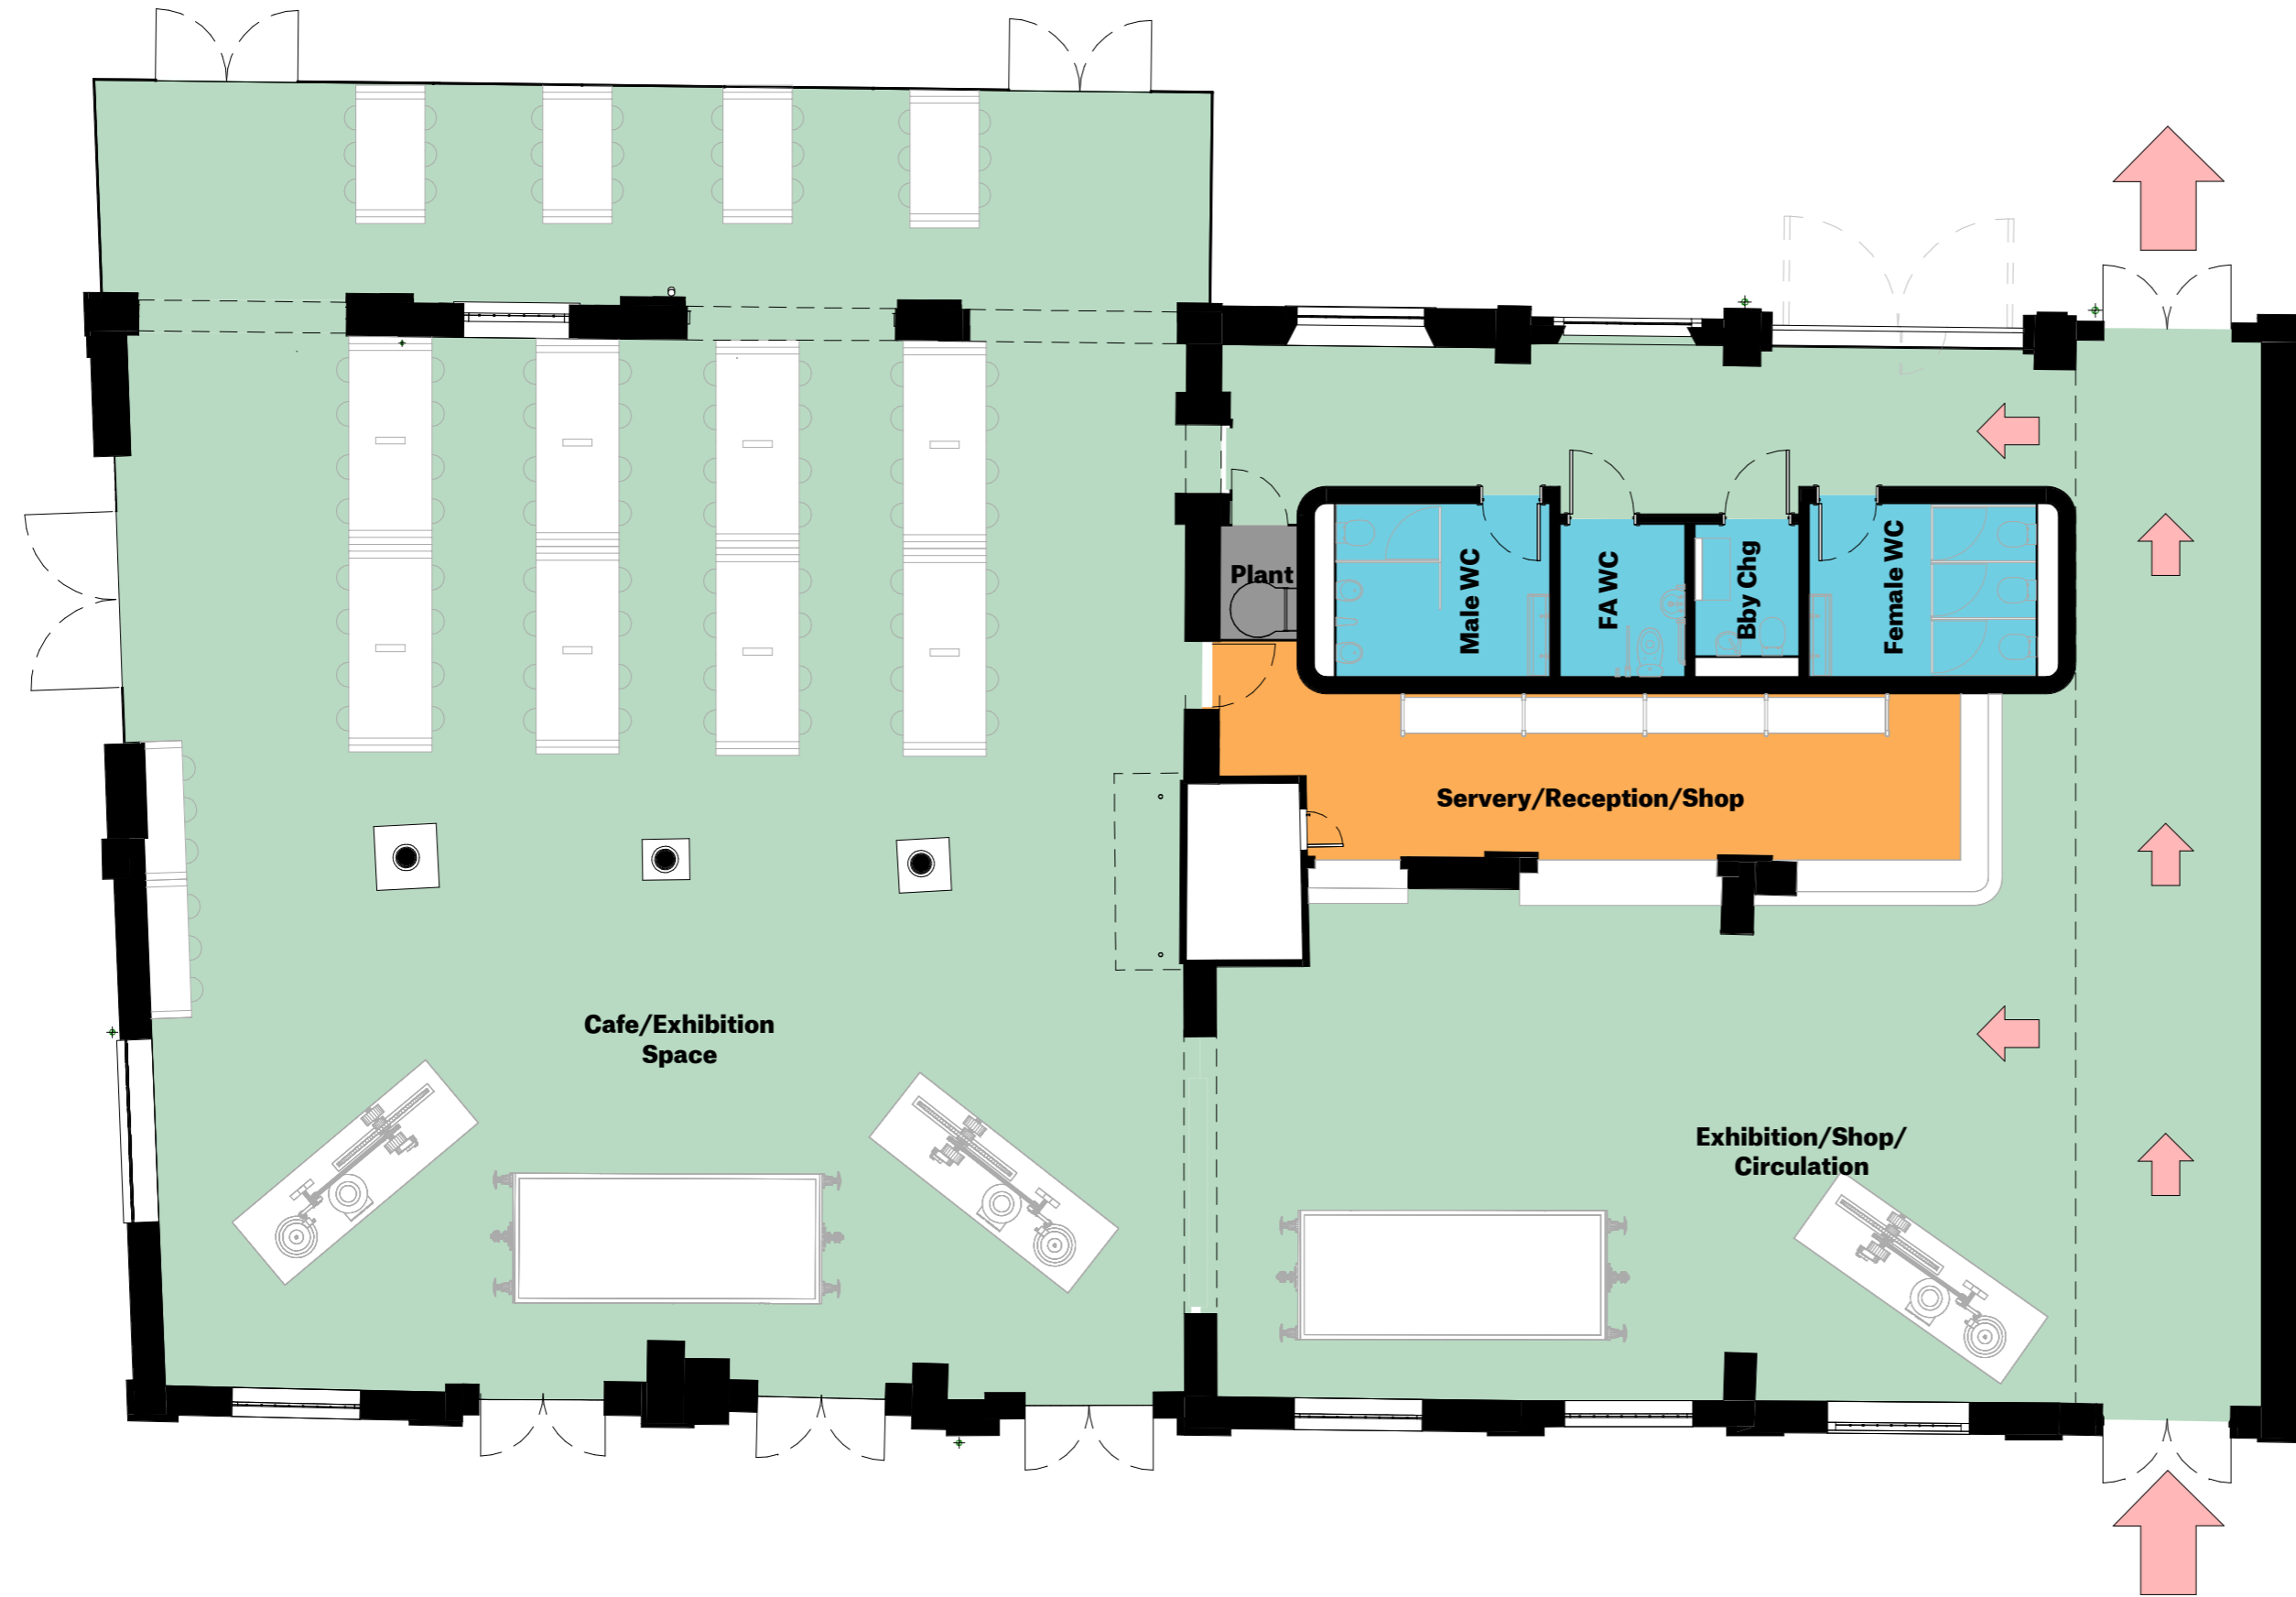 Plant
Male WC
FA WC
Bby Chg
Female WC
Servery/Reception/Shop
Cafe/Exhibition
Space
Exhibition/Shop/
Circulation